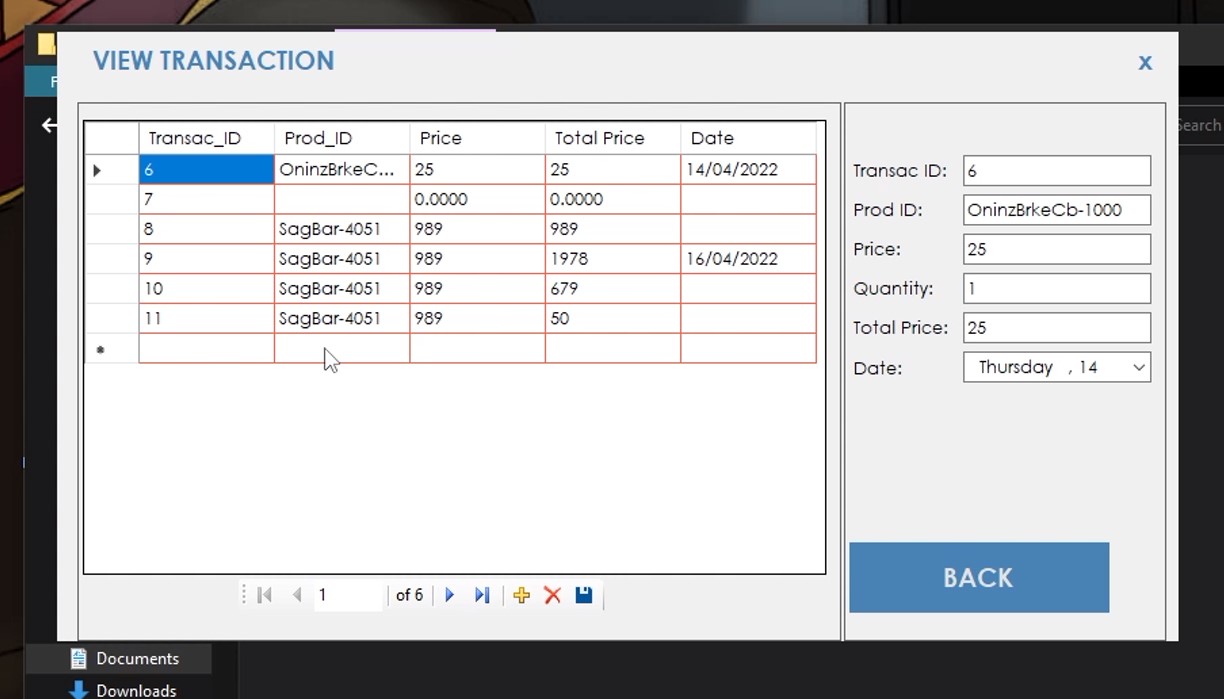 VIEW TRANSACTION
x
F
Search
Transac_ID Prod_ID Price Total Price Date
6 OninzBrkeC... 25 25 14/04/2022
7 0.0000 0.0000
8 SagBar-4051 989 989
9 SagBar-4051 989 1978 16/04/2022
10 SagBar-4051 989 679
11 SagBar-4051 989 50
Transac ID: 6
Prod ID: OninzBrkeCb-1000
Price: 25
Quantity: 1
Total Price: 25
Date: Thursday , 14
BACK
1 of 6
Documents
Downloads